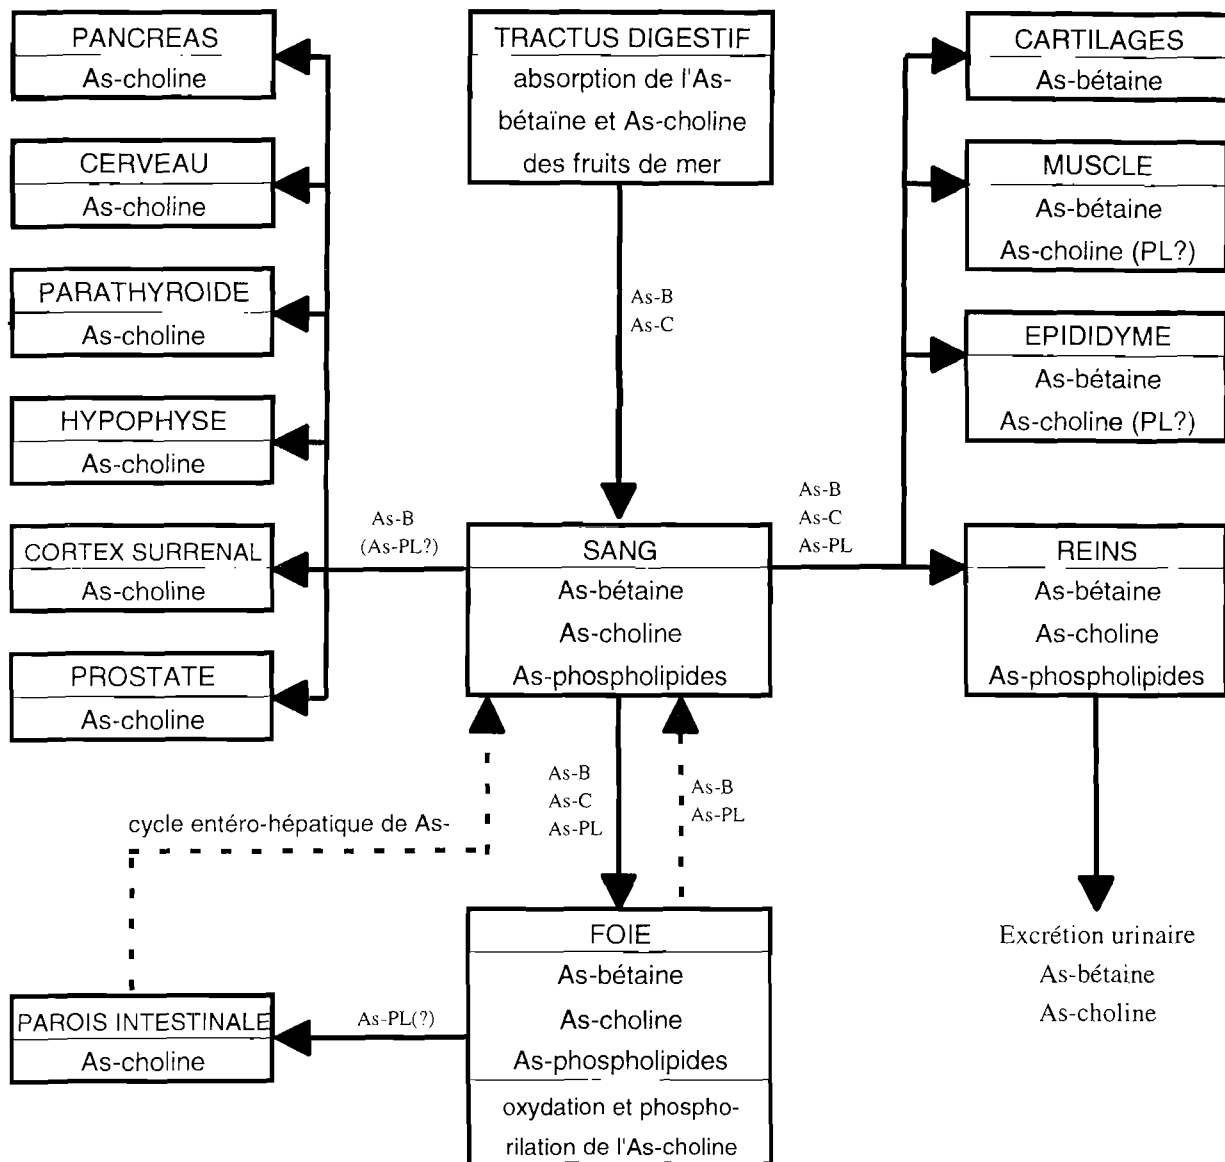 PANCREAS
As-choline
CERVEAU
As-choline
PARATHYROIDE
As-choline
HYPOPHYSE
As-choline
CORTEX SURRENAL
As-choline
PROSTATE
As-choline
TRACTUS DIGESTIF
absorption de l'As-
bétaïne et As-choline
des fruits de mer
As-B
As-C
CARTILAGES
As-bétaine
MUSCLE
As-bétaine
As-choline (PL?)
EPIDIDYME
As-bétaine
As-choline (PL?)
As-B
(As-PL?)
SANG
As-bétaine
As-choline
As-phospholipides
As-B
As-C
As-PL
REINS
As-bétaine
As-choline
As-phospholipides
As-B
As-C
As-PL
As-B
As-PL
cycle entéro-hépatique de As-
FOIE
As-bétaine
As-choline
As-phospholipides
oxydation et phospho-
rilation de l'As-choline
As-PL(?)
PAROIS INTESTINALE
As-choline
Excrétion urinaire
As-bétaine
As-choline